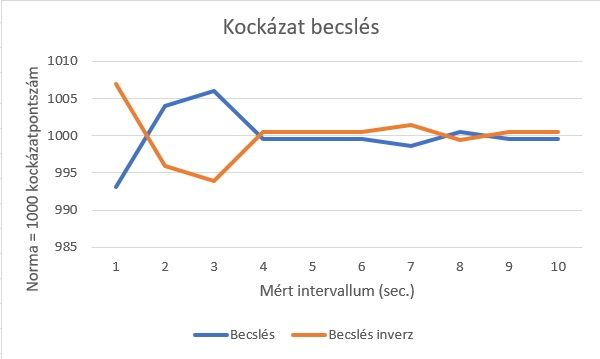 Kockázat becslés
Norma = 1000 kockázatpontszám
1010
1005
1000
995
990
985
1 2 3 4 5 6 7 8 9 10
Mért intervallum (sec.)
Becslés Becslés inverz